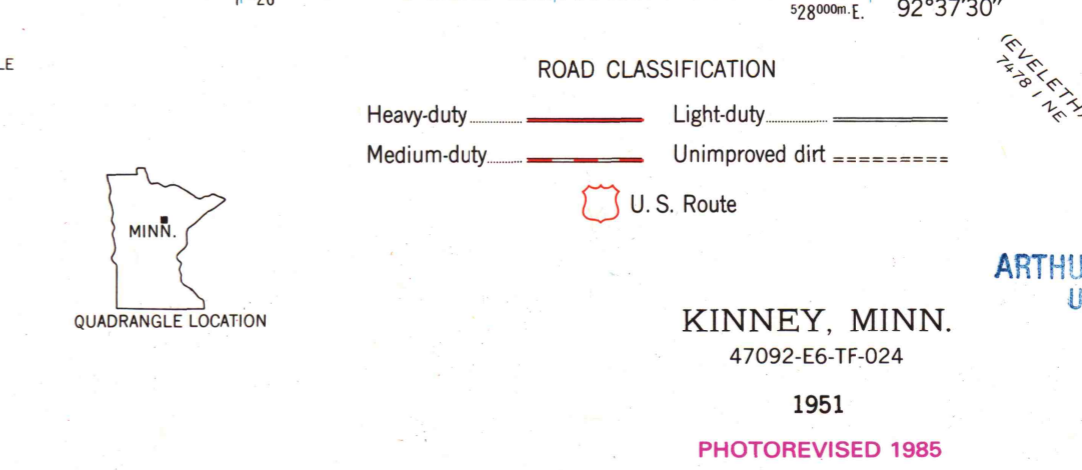 528000m.E. 92°37'30"
(EVELETH)
7478 I NE
ROAD CLASSIFICATION
Heavy-duty Light-duty
Medium-duty Unimproved dirt
U. S. Route
MINN.
QUADRANGLE LOCATION
KINNEY, MINN.
47092-E6-TF-024
1951
PHOTOREVISED 1985